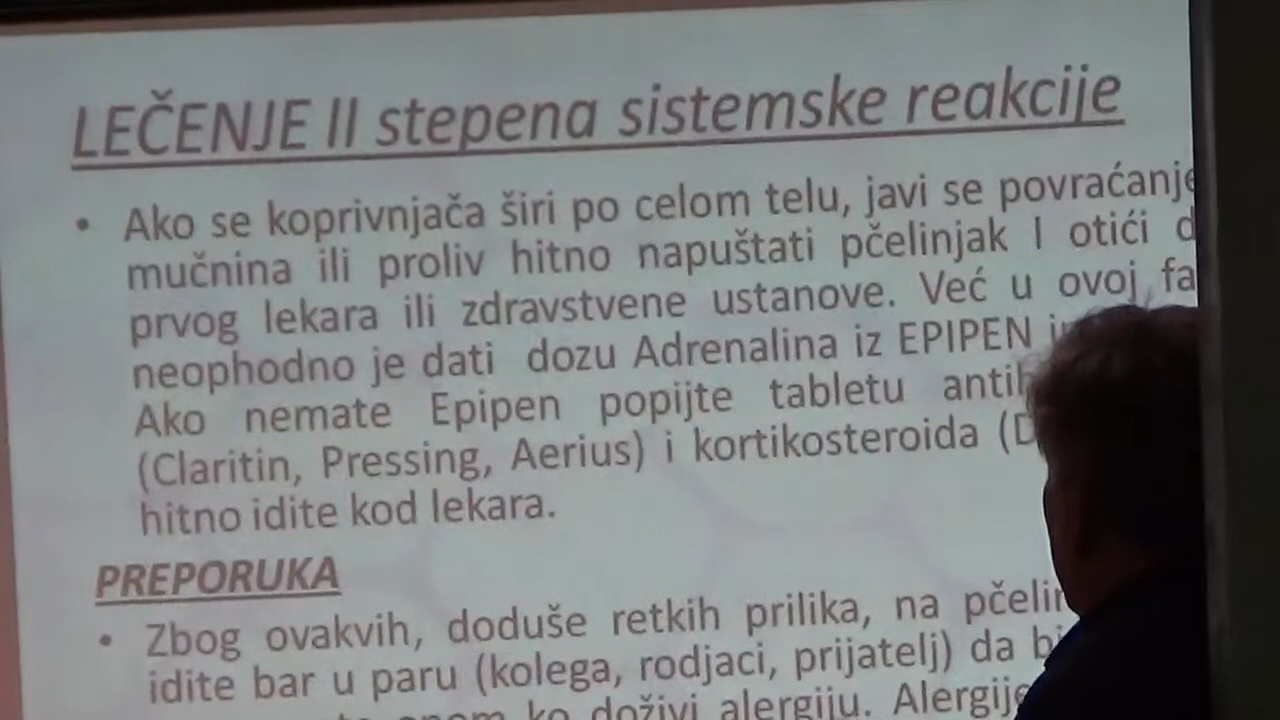 LEČENJE II stepena sistemske reakcije
• Ako se koprivnjača širi po celom telu, javi se povraćanje
mučnina ili proliv hitno napuštati pčelinjak I otići
prvog lekara ili zdravstvene ustanove. Već u ovoj
neophodno je dati dozu Adrenalina iz EPIPEN
Ako nemate Epipen popijte tabletu
(Claritin, Pressing, Aerius) i kortikosteroida
hitno idite kod lekara.
PREPORUKA
• Zbog ovakvih, doduše retkih prilika, na
idite bar u paru (kolega, rodjaci, prijatelj) da
onom ko doživi alergiju. Alergije